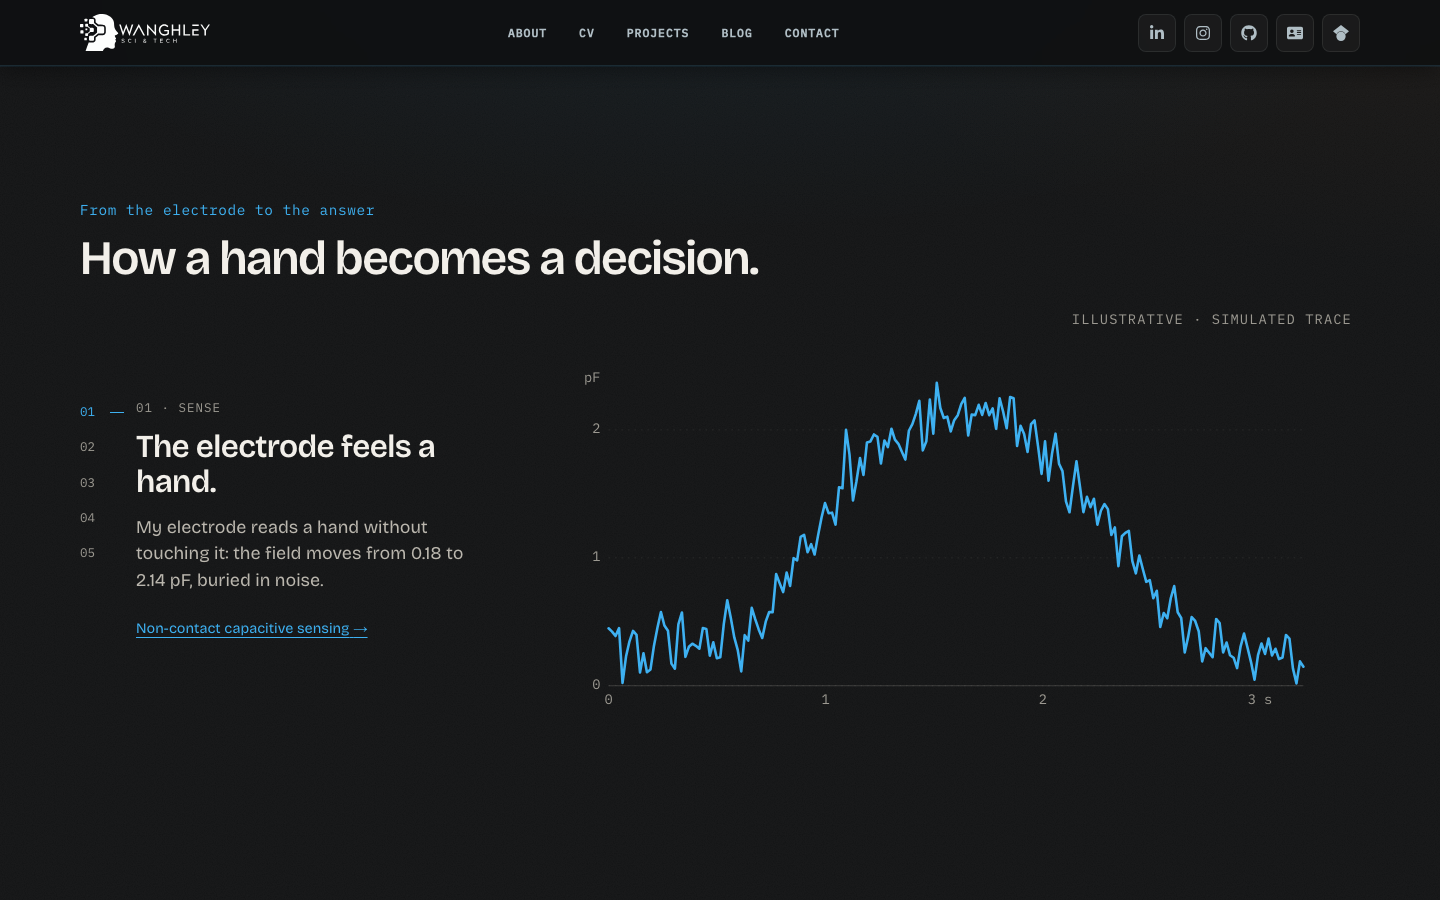 WANGHLEY
SCI & TECH
ABOUT CV PROJECTS BLOG CONTACT
From the electrode to the answer
How a hand becomes a decision.
ILLUSTRATIVE · SIMULATED TRACE
01 — 01 · SENSE
02
03
04
05
The electrode feels a
hand.
My electrode reads a hand without
touching it: the field moves from 0.18 to
2.14 pF, buried in noise.
Non-contact capacitive sensing →
pF
2
1
0
0 1 2 3 s